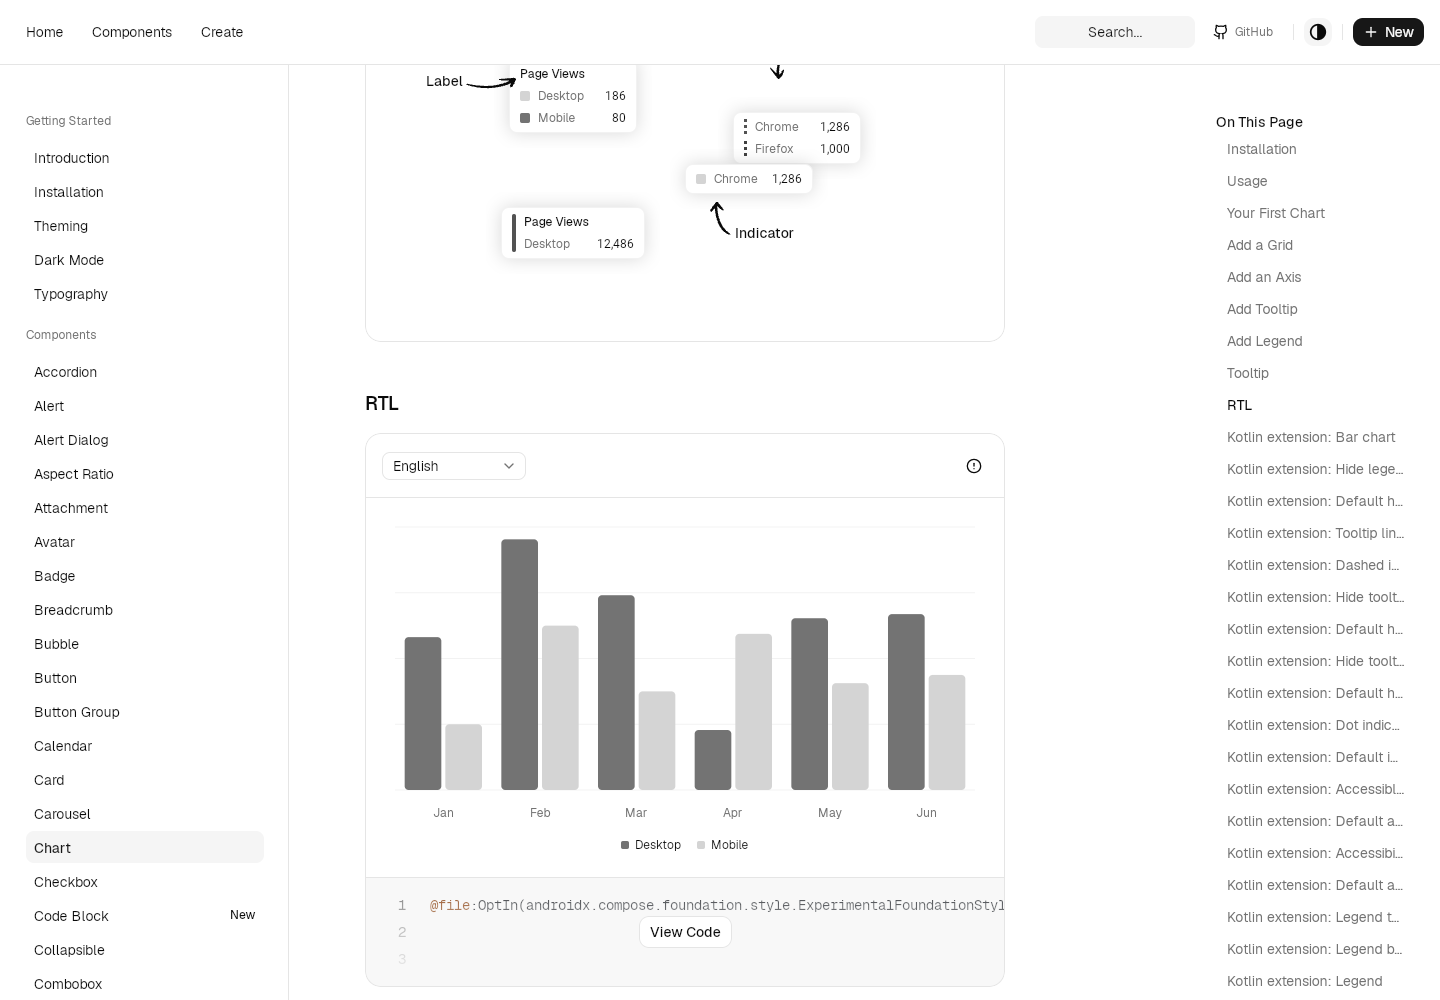 Home
Components
Create
Search...
GitHub
New
Getting Started
Introduction
Installation
Theming
Dark Mode
Typography
Components
Accordion
Alert
Alert Dialog
Aspect Ratio
Attachment
Avatar
Badge
Breadcrumb
Bubble
Button
Button Group
Calendar
Card
Carousel
Chart
Checkbox
Code Block New
Collapsible
Combobox
Label
Page Views
Desktop 186
Mobile 80
Chrome 1,286
Firefox 1,000
Chrome 1,286
Page Views
Desktop 12,486
Indicator
RTL
English
Jan Feb Mar Apr May Jun
Desktop Mobile
1 @file:OptIn(androidx.compose.foundation.style.ExperimentalFoundationStyl
2
3
View Code
On This Page
Installation
Usage
Your First Chart
Add a Grid
Add an Axis
Add Tooltip
Add Legend
Tooltip
RTL
Kotlin extension: Bar chart
Kotlin extension: Hide lege...
Kotlin extension: Default h...
Kotlin extension: Tooltip lin...
Kotlin extension: Dashed i...
Kotlin extension: Hide toolt...
Kotlin extension: Default h...
Kotlin extension: Hide toolt...
Kotlin extension: Default h...
Kotlin extension: Dot indic...
Kotlin extension: Default i...
Kotlin extension: Accessibl...
Kotlin extension: Default a...
Kotlin extension: Accessibi...
Kotlin extension: Default a...
Kotlin extension: Legend t...
Kotlin extension: Legend b...
Kotlin extension: Legend